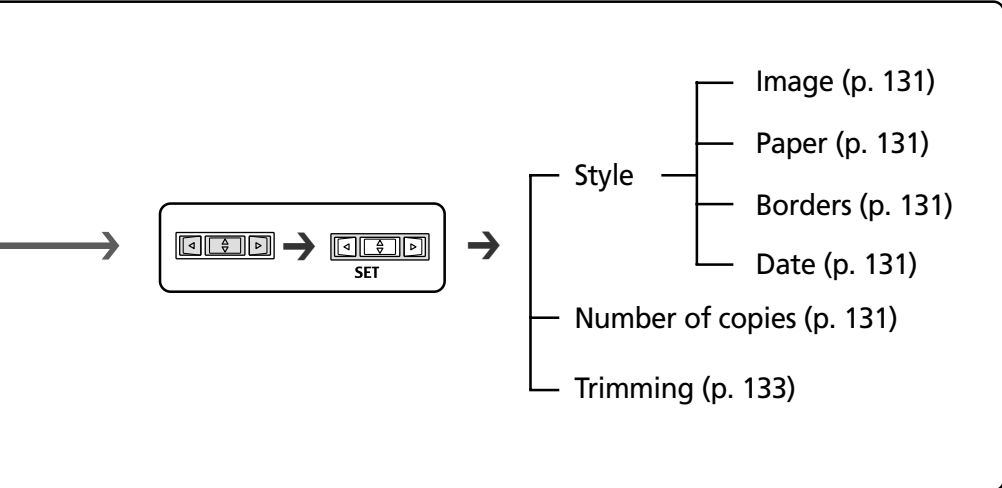 Image (p. 131)
Paper (p. 131)
Style
Borders (p. 131)
SET
Date (p. 131)
Number of copies (p. 131)
Trimming (p. 133)